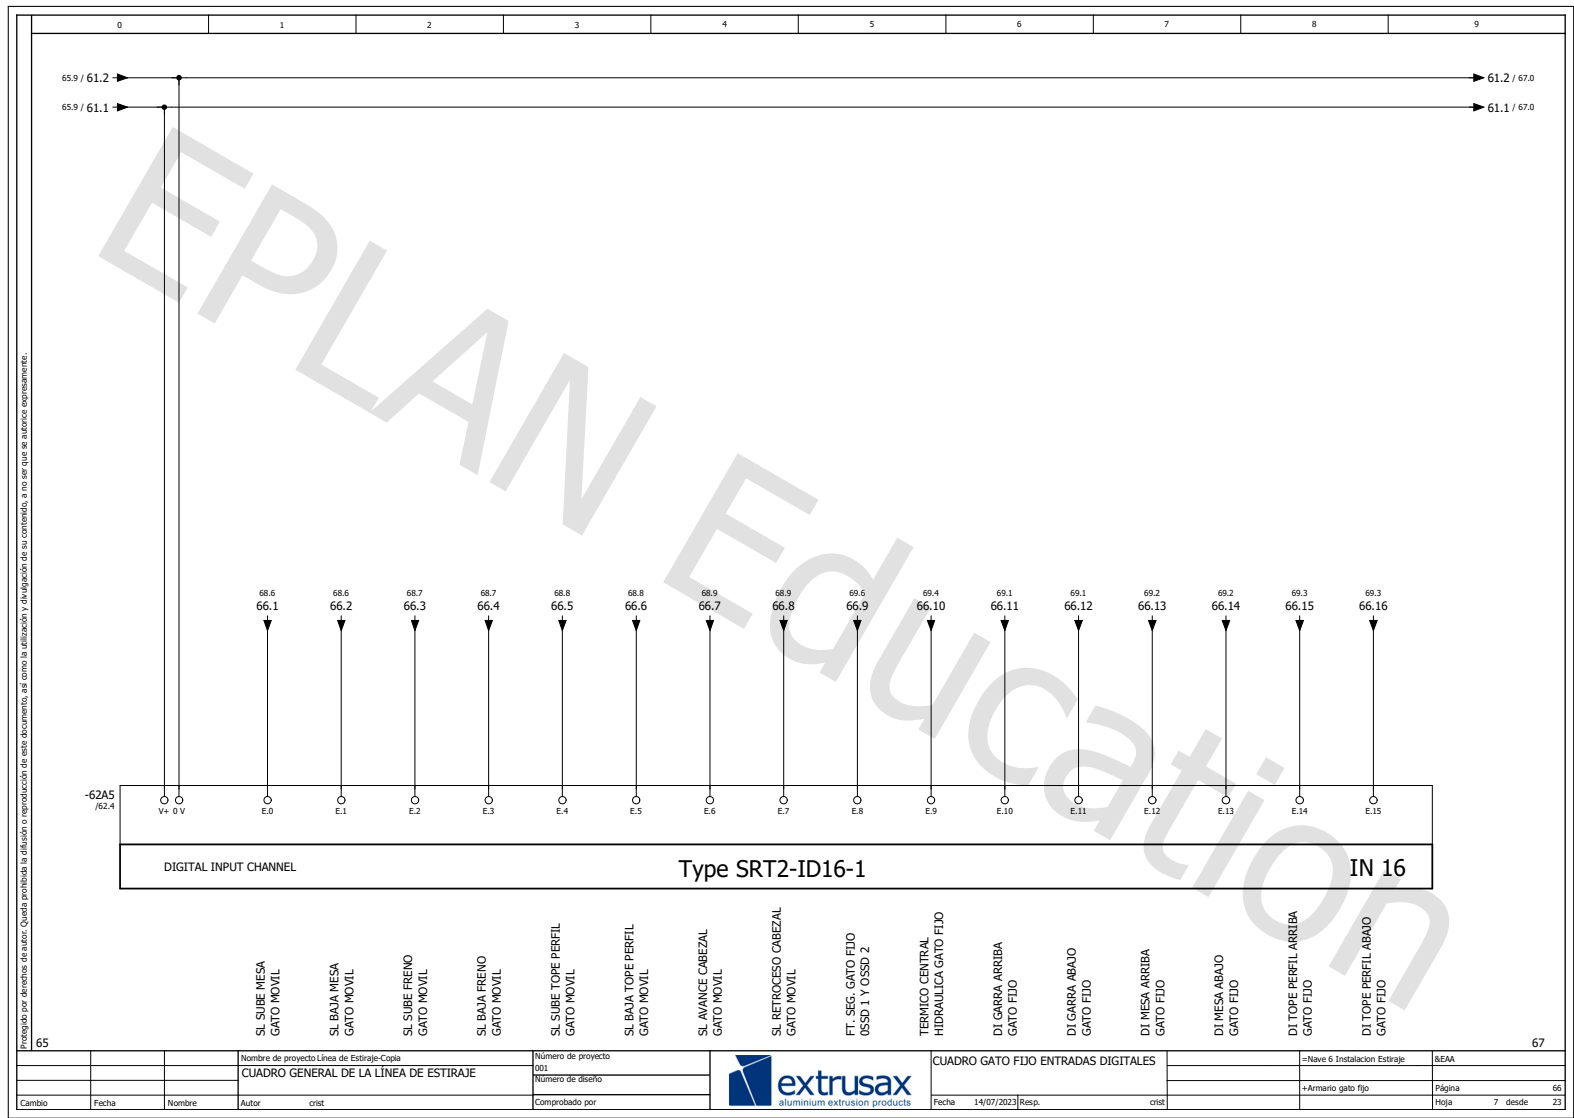 0 1 2 3 4 5 6 7 8 9
65.9 / 61.2 61.2 / 67.0
65.9 / 61.1 61.1 / 67.0
EPLAN Education
68.6 68.6 68.7 68.7 68.8 68.8 68.9 68.9 69.6 69.4 69.1 69.1 69.2 69.2 69.3 69.3
66.1 66.2 66.3 66.4 66.5 66.6 66.7 66.8 66.9 66.10 66.11 66.12 66.13 66.14 66.15 66.16
-62A5
/62.4
V+ 0 V E.0 E.1 E.2 E.3 E.4 E.5 E.6 E.7 E.8 E.9 E.10 E.11 E.12 E.13 E.14 E.15
DIGITAL INPUT CHANNEL Type SRT2-ID16-1 IN 16
SL SUBE MESA
GATO MOVIL
SL BAJA MESA
GATO MOVIL
SL SUBE FRENO
GATO MOVIL
SL BAJA FRENO
GATO MOVIL
SL SUBE TOPE PERFIL
GATO MOVIL
SL BAJA TOPE PERFIL
GATO MOVIL
SL AVANCE CABEZAL
GATO MOVIL
SL RETROCESO CABEZAL
GATO MOVIL
FT. SEG. GATO FIJO
0SSD 1 Y OSSD 2
TERMICO CENTRAL
HIDRAULICA GATO FIJO
DI GARRA ARRIBA
GATO FIJO
DI GARRA ABAJO
GATO FIJO
DI MESA ARRIBA
GATO FIJO
DI MESA ABAJO
GATO FIJO
DI TOPE PERFIL ARRIBA
GATO FIJO
DI TOPE PERFIL ABAJO
GATO FIJO
Protegido por derechos de autor. Queda prohibida la difusión o reproducción de este documento, así como la utilización y divulgación de su contenido, a no ser que se autorice expresamente.
65 67
Nombre de proyecto Línea de Estiraje-Copia
CUADRO GENERAL DE LA LÍNEA DE ESTIRAJE
Número de proyecto
001
Número de diseño
extrusax
aluminium extrusion products
CUADRO GATO FIJO ENTRADAS DIGITALES
=Nave 6 Instalacion Estiraje
&EAA
+Armario gato fijo
Página 66
Cambio Fecha Nombre Autor crist Comprobado por Fecha 14/07/2023 Resp. crist Hoja 7 desde 23